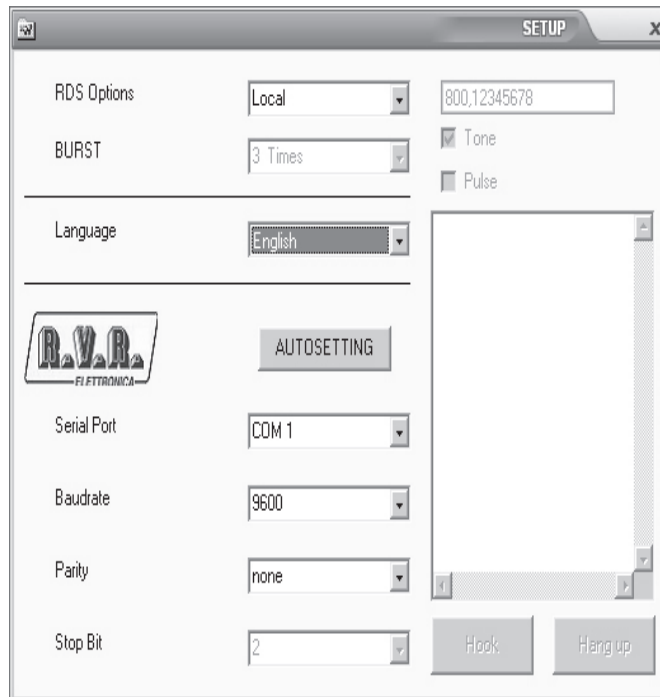 SETUP x
RDS Options
Local
800,12345678
BURST
3 Times
Tone
Pulse
Language
English
R.V.R.
ELETTRONICA
AUTOSETTING
Serial Port
COM 1
Baudrate
9600
Parity
none
Stop Bit
2
Hook
Hang up